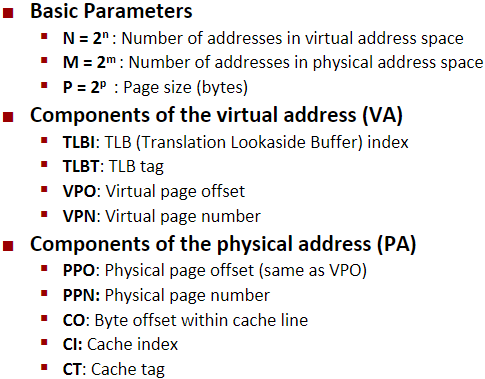 Basic Parameters
N = 2ⁿ : Number of addresses in virtual address space
M = 2ᵐ : Number of addresses in physical address space
P = 2ᵖ : Page size (bytes)
Components of the virtual address (VA)
TLBI: TLB (Translation Lookaside Buffer) index
TLBT: TLB tag
VPO: Virtual page offset
VPN: Virtual page number
Components of the physical address (PA)
PPO: Physical page offset (same as VPO)
PPN: Physical page number
CO: Byte offset within cache line
CI: Cache index
CT: Cache tag